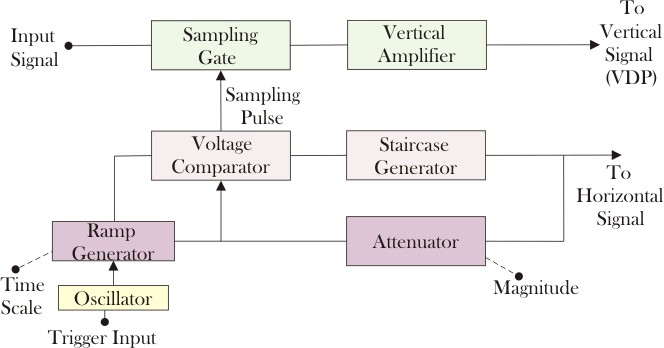 Input
Signal
Sampling
Gate
Vertical
Amplifier
To
Vertical
Signal
(VDP)
Sampling
Pulse
Voltage
Comparator
Staircase
Generator
To
Horizontal
Signal
Ramp
Generator
Attenuator
Time
Scale
Oscillator
Magnitude
Trigger Input